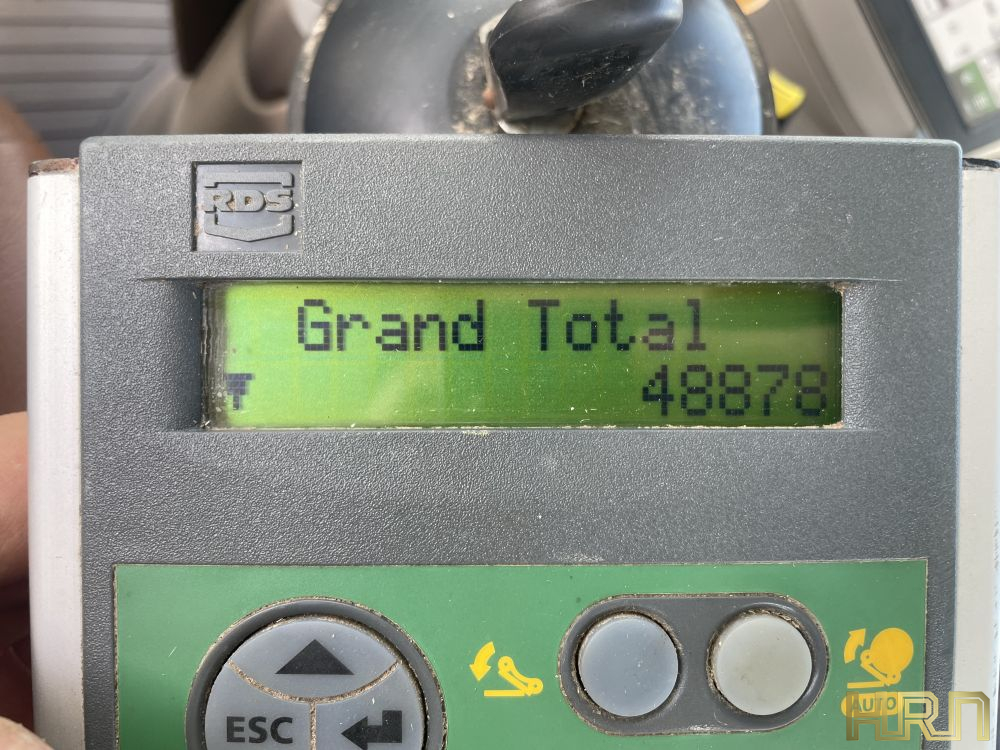 RDS
Grand Total
48878
ESC
AUTO
HRN